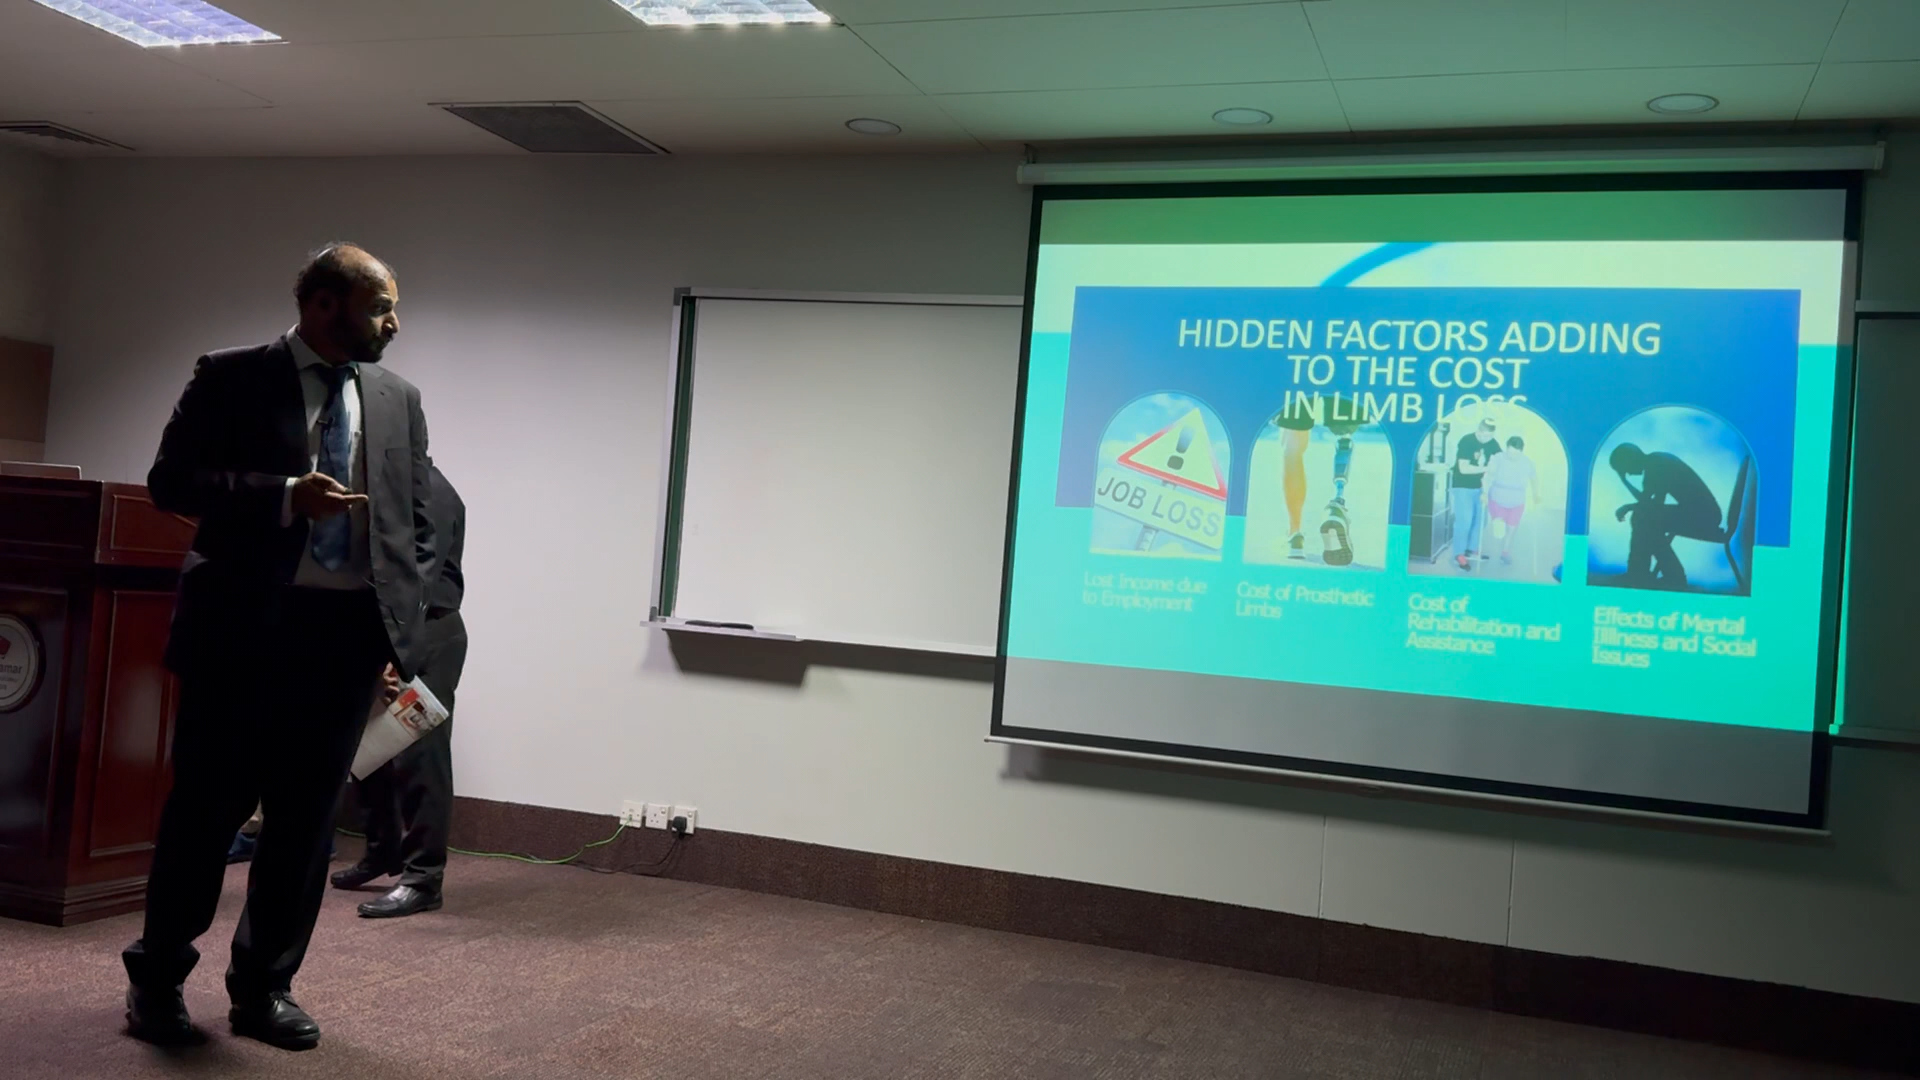 HIDDEN FACTORS ADDING
TO THE COST
IN LIMB LOSS
JOB LOSS
Lost Income due
to Employment
Cost of Prosthetic
Limbs
Cost of
Rehabilitation and
Assistance
Effects of Mental
Illness and Social
Issues